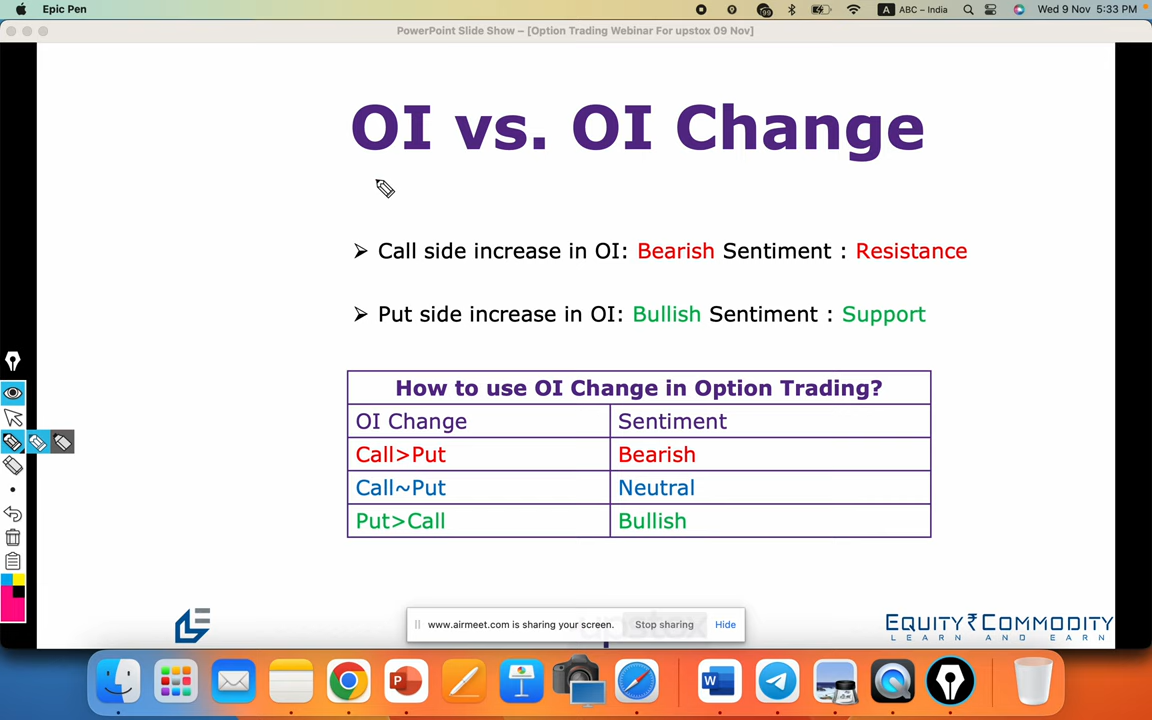 Epic Pen
99
A ABC – India
Wed 9 Nov 5:33 PM
PowerPoint Slide Show – [Option Trading Webinar For upstox 09 Nov]
OI vs. OI Change
➤ Call side increase in OI: Bearish Sentiment : Resistance
➤ Put side increase in OI: Bullish Sentiment : Support
How to use OI Change in Option Trading?
OI Change Sentiment
Call>Put Bearish
Call~Put Neutral
Put>Call Bullish
www.airmeet.com is sharing your screen. Stop sharing Hide
EQUITY₹COMMODITY
LEARN AND EARN
P
W